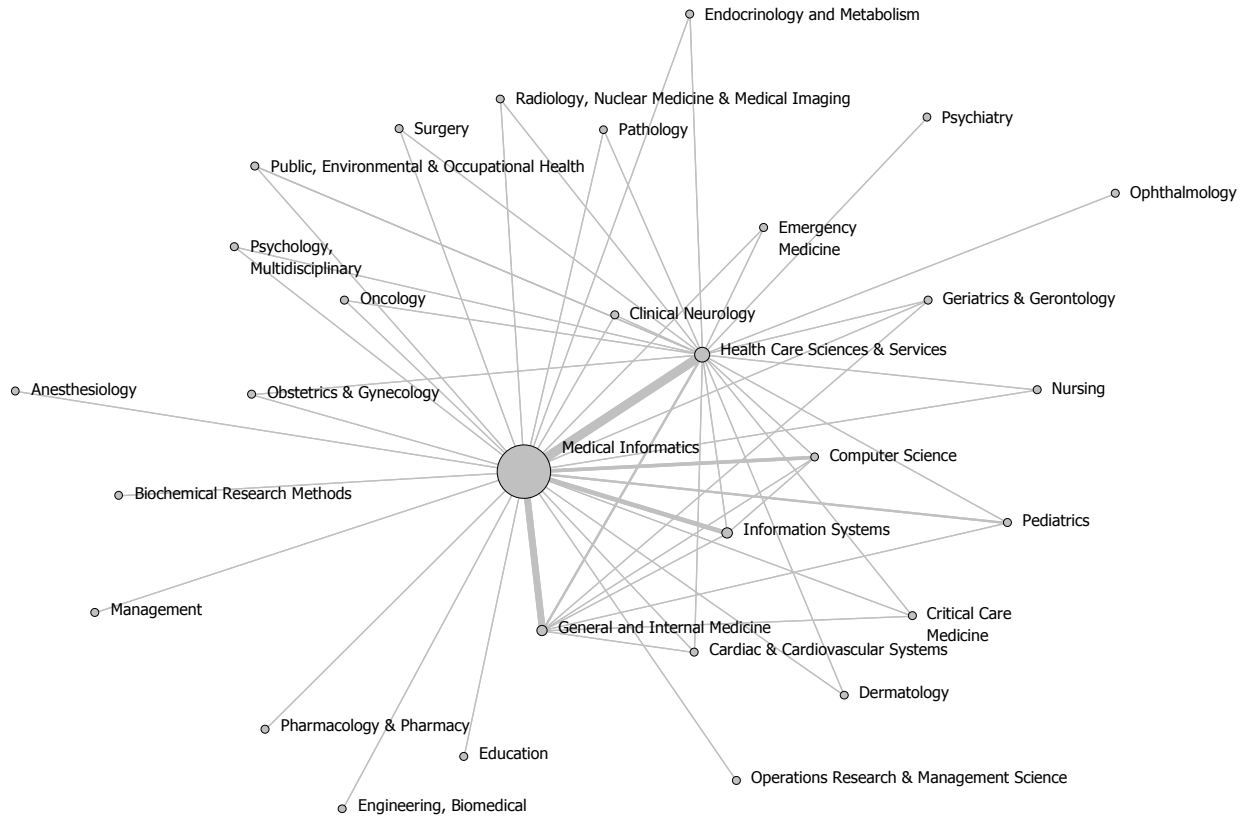 Endocrinology and Metabolism
Radiology, Nuclear Medicine & Medical Imaging
Psychiatry
Surgery
Pathology
Public, Environmental & Occupational Health
Ophthalmology
Emergency
Medicine
Psychology,
Multidisciplinary
Oncology
Geriatrics & Gerontology
Clinical Neurology
Health Care Sciences & Services
Anesthesiology
Obstetrics & Gynecology
Nursing
Medical Informatics
Computer Science
Biochemical Research Methods
Pediatrics
Information Systems
Management
Critical Care
Medicine
General and Internal Medicine
Cardiac & Cardiovascular Systems
Dermatology
Pharmacology & Pharmacy
Education
Operations Research & Management Science
Engineering, Biomedical